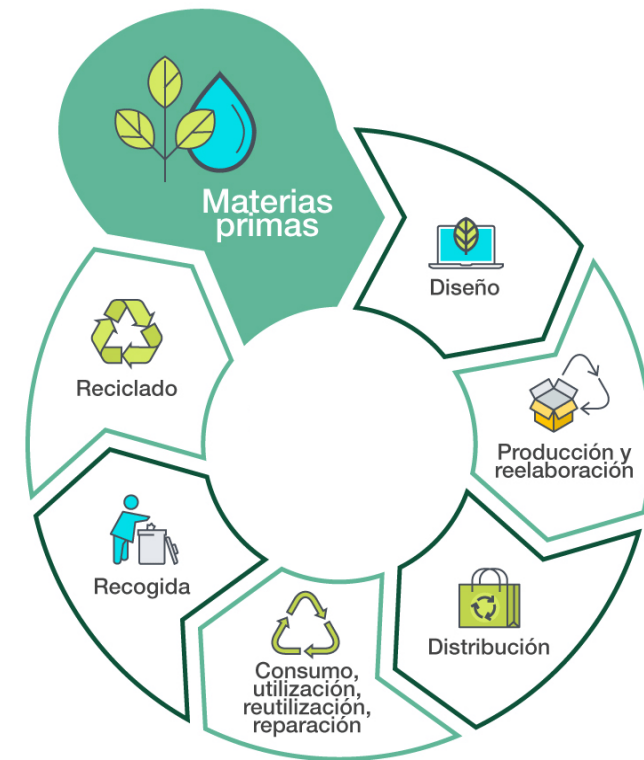 Materias
primas
Diseño
Producción y
reelaboración
Distribución
Consumo,
utilización,
reutilización,
reparación
Recogida
Reciclado